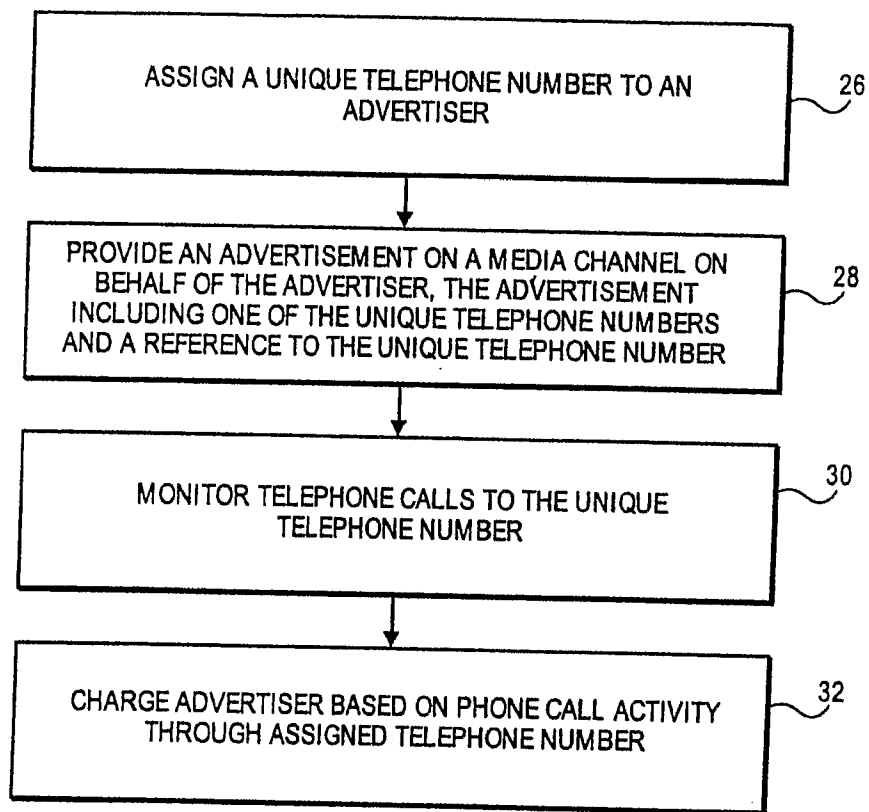 ASSIGN A UNIQUE TELEPHONE NUMBER TO AN
ADVERTISER
26
PROVIDE AN ADVERTISEMENT ON A MEDIA CHANNEL ON
BEHALF OF THE ADVERTISER, THE ADVERTISEMENT
INCLUDING ONE OF THE UNIQUE TELEPHONE NUMBERS
AND A REFERENCE TO THE UNIQUE TELEPHONE NUMBER
28
MONITOR TELEPHONE CALLS TO THE UNIQUE
TELEPHONE NUMBER
30
CHARGE ADVERTISER BASED ON PHONE CALL ACTIVITY
THROUGH ASSIGNED TELEPHONE NUMBER
32